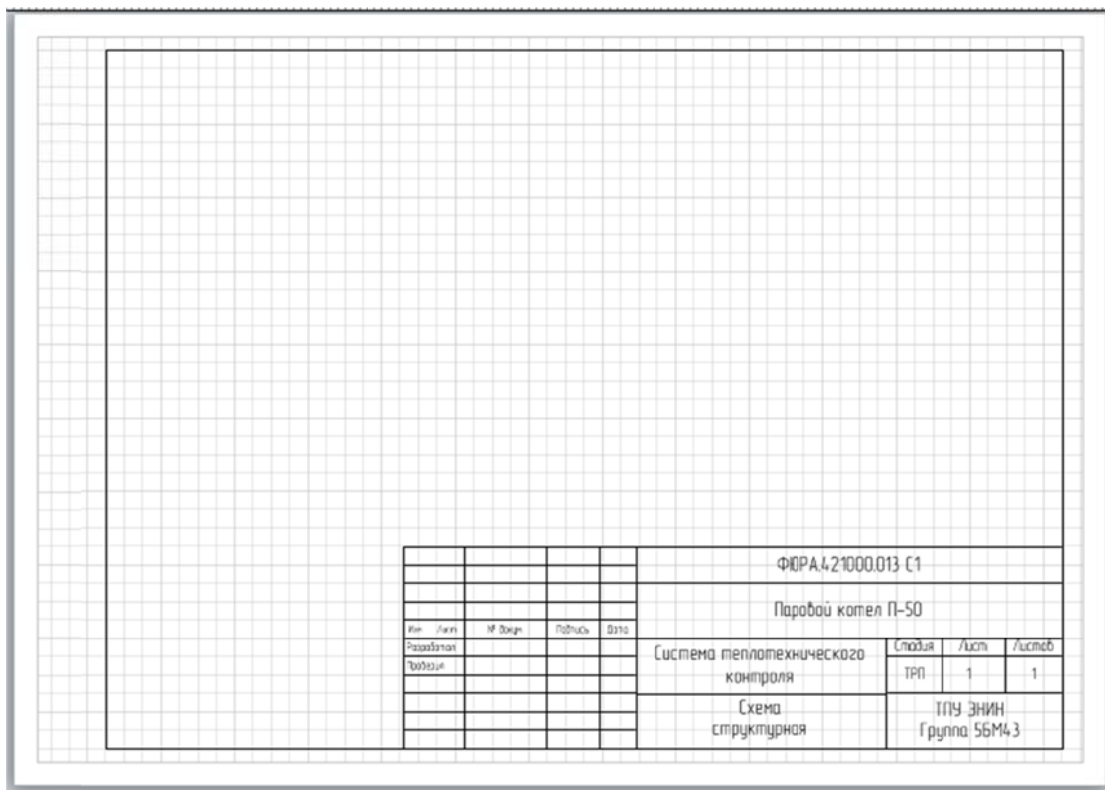 ФЮРА.421000.013 С1
Паровой котел П-50
Изм Лист № докум Подпись Дата
Разработал
Проверил
Система теплотехнического
контроля
Стадия Лист Листов
ТРП 1 1
Схема
структурная
ТПУ ЭНИН
Группа 5БМ43